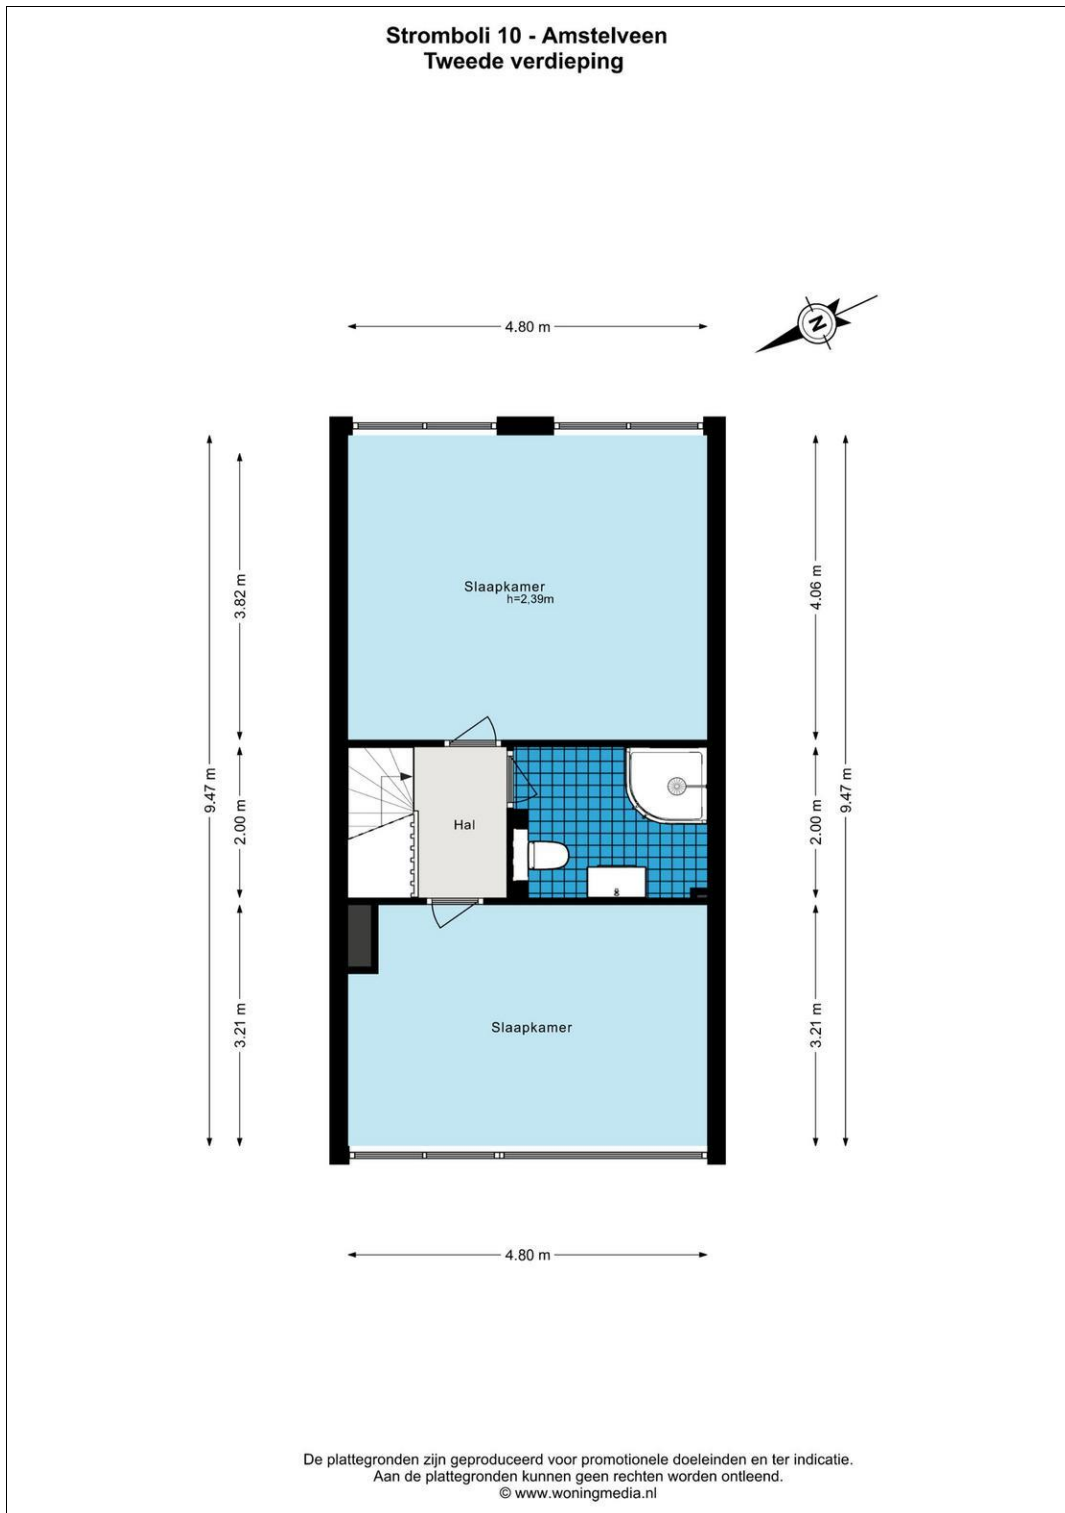 Stromboli 10 - Amstelveen
Tweede verdieping
N
4.80 m
9.47 m
3.82 m
2.00 m
3.21 m
Slaapkamer
h=2,39m
Hal
Slaapkamer
4.06 m
2.00 m
3.21 m
9.47 m
4.80 m
De plattegronden zijn geproduceerd voor promotionele doeleinden en ter indicatie.
Aan de plattegronden kunnen geen rechten worden ontleend.
© www.woningmedia.nl